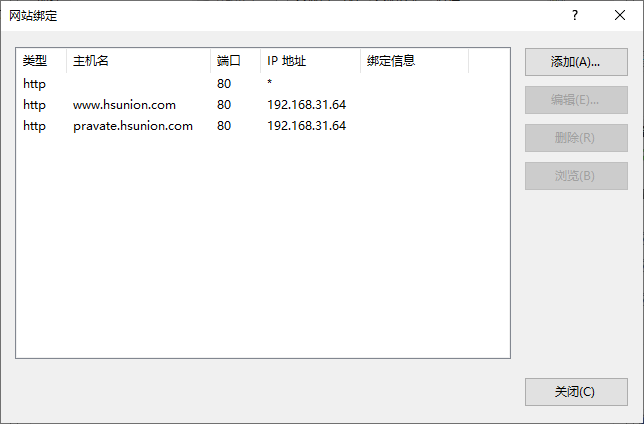 网站绑定
类型 主机名 端口 IP 地址 绑定信息
http 80 *
http www.hsunion.com 80 192.168.31.64
http pravate.hsunion.com 80 192.168.31.64
添加(A)...
编辑(E)...
删除(R)
浏览(B)
关闭(C)